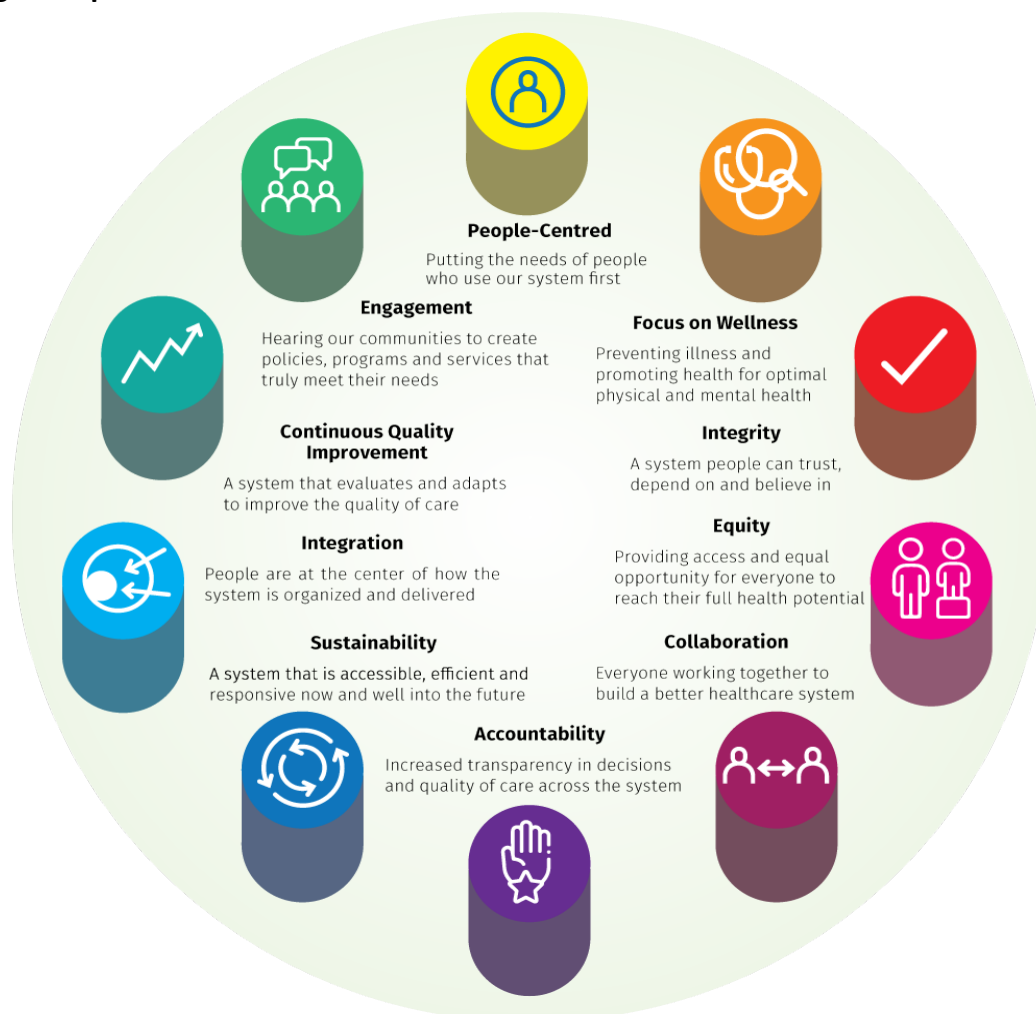 People-Centred
Putting the needs of people
who use our system first
Engagement
Hearing our communities to create
policies, programs and services that
truly meet their needs
Focus on Wellness
Preventing illness and
promoting health for optimal
physical and mental health
Continuous Quality
Improvement
A system that evaluates and adapts
to improve the quality of care
Integrity
A system people can trust,
depend on and believe in
Integration
People are at the center of how the
system is organized and delivered
Equity
Providing access and equal
opportunity for everyone to
reach their full health potential
Sustainability
A system that is accessible, efficient and
responsive now and well into the future
Collaboration
Everyone working together to
build a better healthcare system
Accountability
Increased transparency in decisions
and quality of care across the system